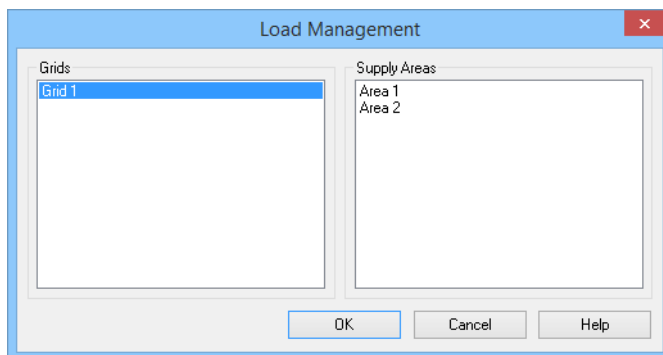 Load Management
Grids
Grid 1
Supply Areas
Area 1
Area 2
OK
Cancel
Help